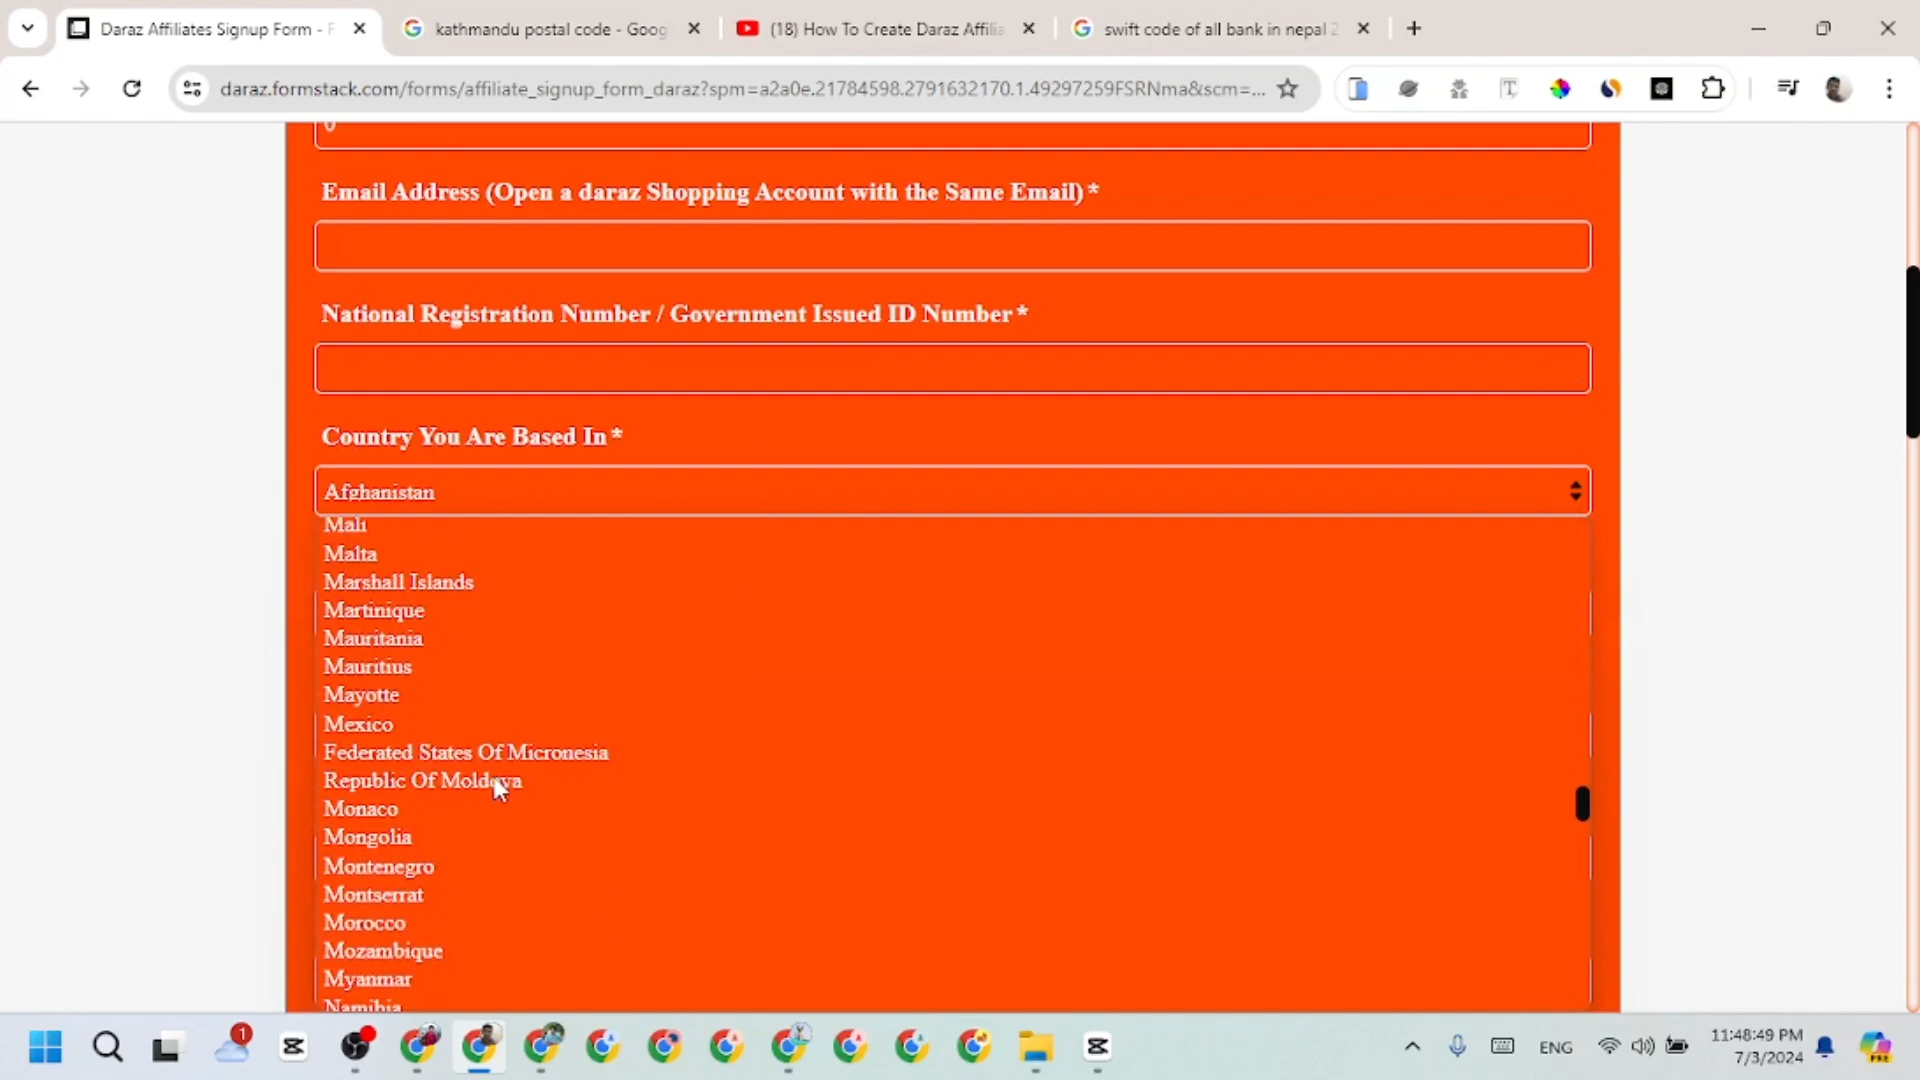 Daraz Affiliates Signup Form - F
kathmandu postal code - Goog
(18) How To Create Daraz Affilia
swift code of all bank in nepal 2
daraz.formstack.com/forms/affiliate_signup_form_daraz?spm=a2a0e.21784598.2791632170.1.49297259FSRNma&scm=...
Email Address (Open a daraz Shopping Account with the Same Email)*
National Registration Number / Government Issued ID Number*
Country You Are Based In*
Afghanistan
Mali
Malta
Marshall Islands
Martinique
Mauritania
Mauritius
Mayotte
Mexico
Federated States Of Micronesia
Republic Of Moldova
Monaco
Mongolia
Montenegro
Montserrat
Morocco
Mozambique
Myanmar
Namibia
1
ENG
11:48:49 PM
7/3/2024
PRE